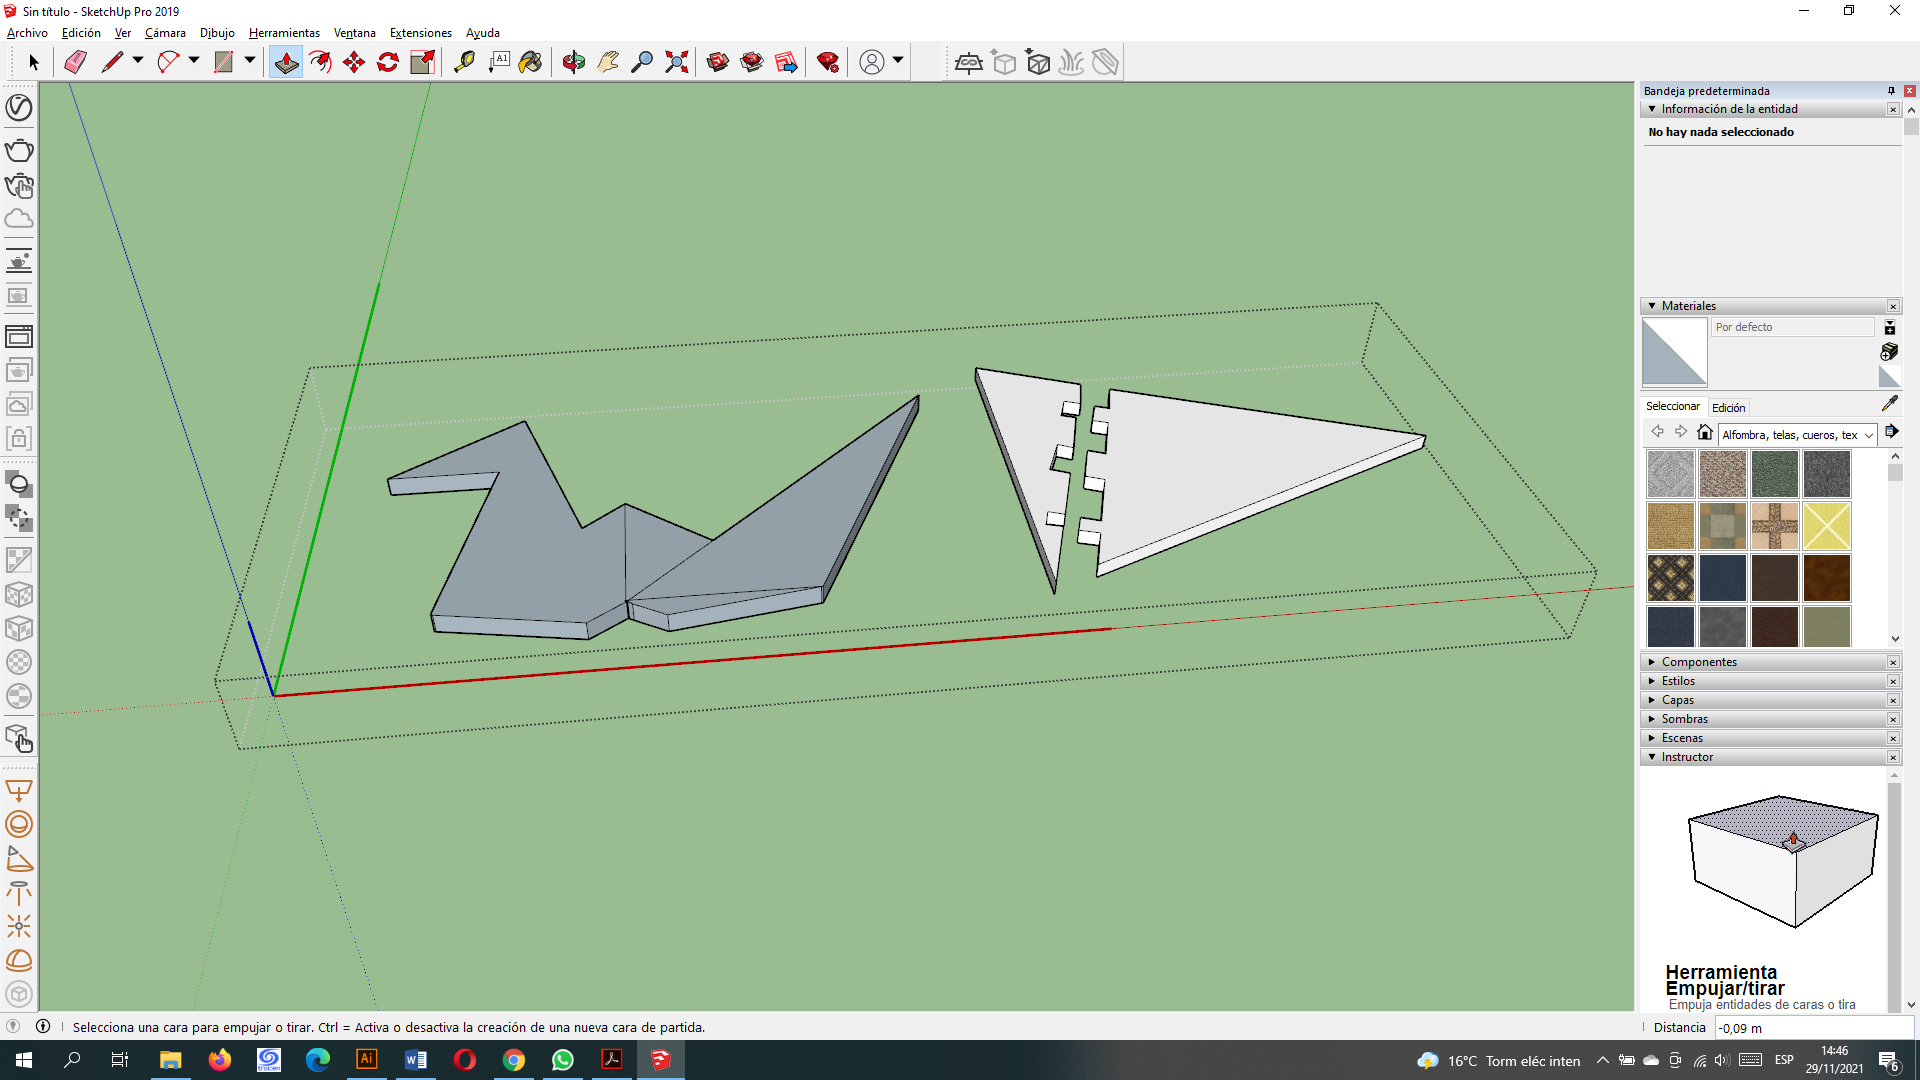 Sin título - SketchUp Pro 2019
Archivo Edición Ver Cámara Dibujo Herramientas Ventana Extensiones Ayuda
A1
Bandeja predeterminada
Información de la entidad
No hay nada seleccionado
Materiales
Por defecto
Seleccionar Edición
Alfombra, telas, cueros, tex
Componentes
Estilos
Capas
Sombras
Escenas
Instructor
Herramienta
Empujar/tirar
Empuja entidades de caras o tira
Selecciona una cara para empujar o tirar. Ctrl = Activa o desactiva la creación de una nueva cara de partida.
Distancia -0,09 m
Ai
16°C Torm eléc inten
ESP
14:46
29/11/2021
6